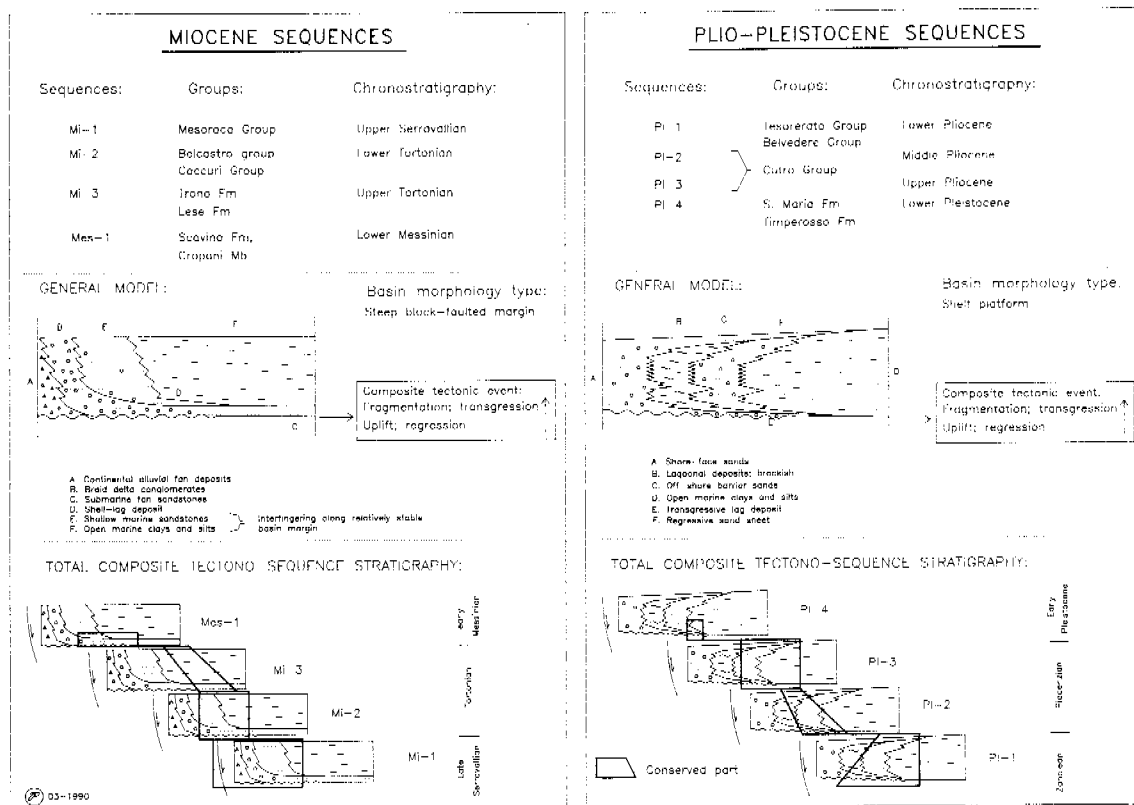 MIOCENE SEQUENCES
Sequences: Groups: Chronostratigraphy:
Mi-1 Mesoraca Group Upper Serravallian
Mi-2 Belcastro group Lower Tortonian
Caccuri Group
Mi 3 Irono Fm Upper Tortonian
Lese Fm
Mes-1 Scavino Fm, Lower Messinian
Cropani Mb
GENERAL MODEL:
Basin morphology type:
Steep block-faulted margin
D E F
A
D
C
Composite tectonic event:
Fragmentation; transgression
Uplift; regression
A. Continental alluvial fan deposits
B. Braid delta conglomerates
C. Submarine fan sandstones
D. Shell-lag deposit
E. Shallow marine sandstones
F. Open marine clays and silts
Interfingering along relatively stable
basin margin
TOTAL COMPOSITE TECTONO SEQUENCE STRATIGRAPHY:
Mes-1
Mi-3
Mi-2
Mi-1
early
Messinian
Tortonian
Late
Serravallian
03-1990
PLIO-PLEISTOCENE SEQUENCES
Sequences: Groups: Chronostratigraphy:
Pl 1 Tesorerato Group Lower Pliocene
Belvedere Group
Pl-2 Middle Pliocene
Cutro Group
Pl 3 Upper Pliocene
Pl 4 S. Maria Fm Lower Pleistocene
Timperosso Fm
GENERAL MODEL:
Basin morphology type.
Shelf platform
B C F
A
D
E
Composite tectonic event.
Fragmentation; transgression
Uplift; regression
A Shore-face sands
B. Lagoonal deposits; brackish
C. Off shore barrier sands
D. Open marine clays and silts
E. Transgressive lag deposit
F. Regressive sand sheet
TOTAL COMPOSITE TECTONO-SEQUENCE STRATIGRAPHY:
Pl-4
Pl-3
Pl-2
Pl-1
Eary
Pleistocene
Piacenzian
Zanclean
Conserved part